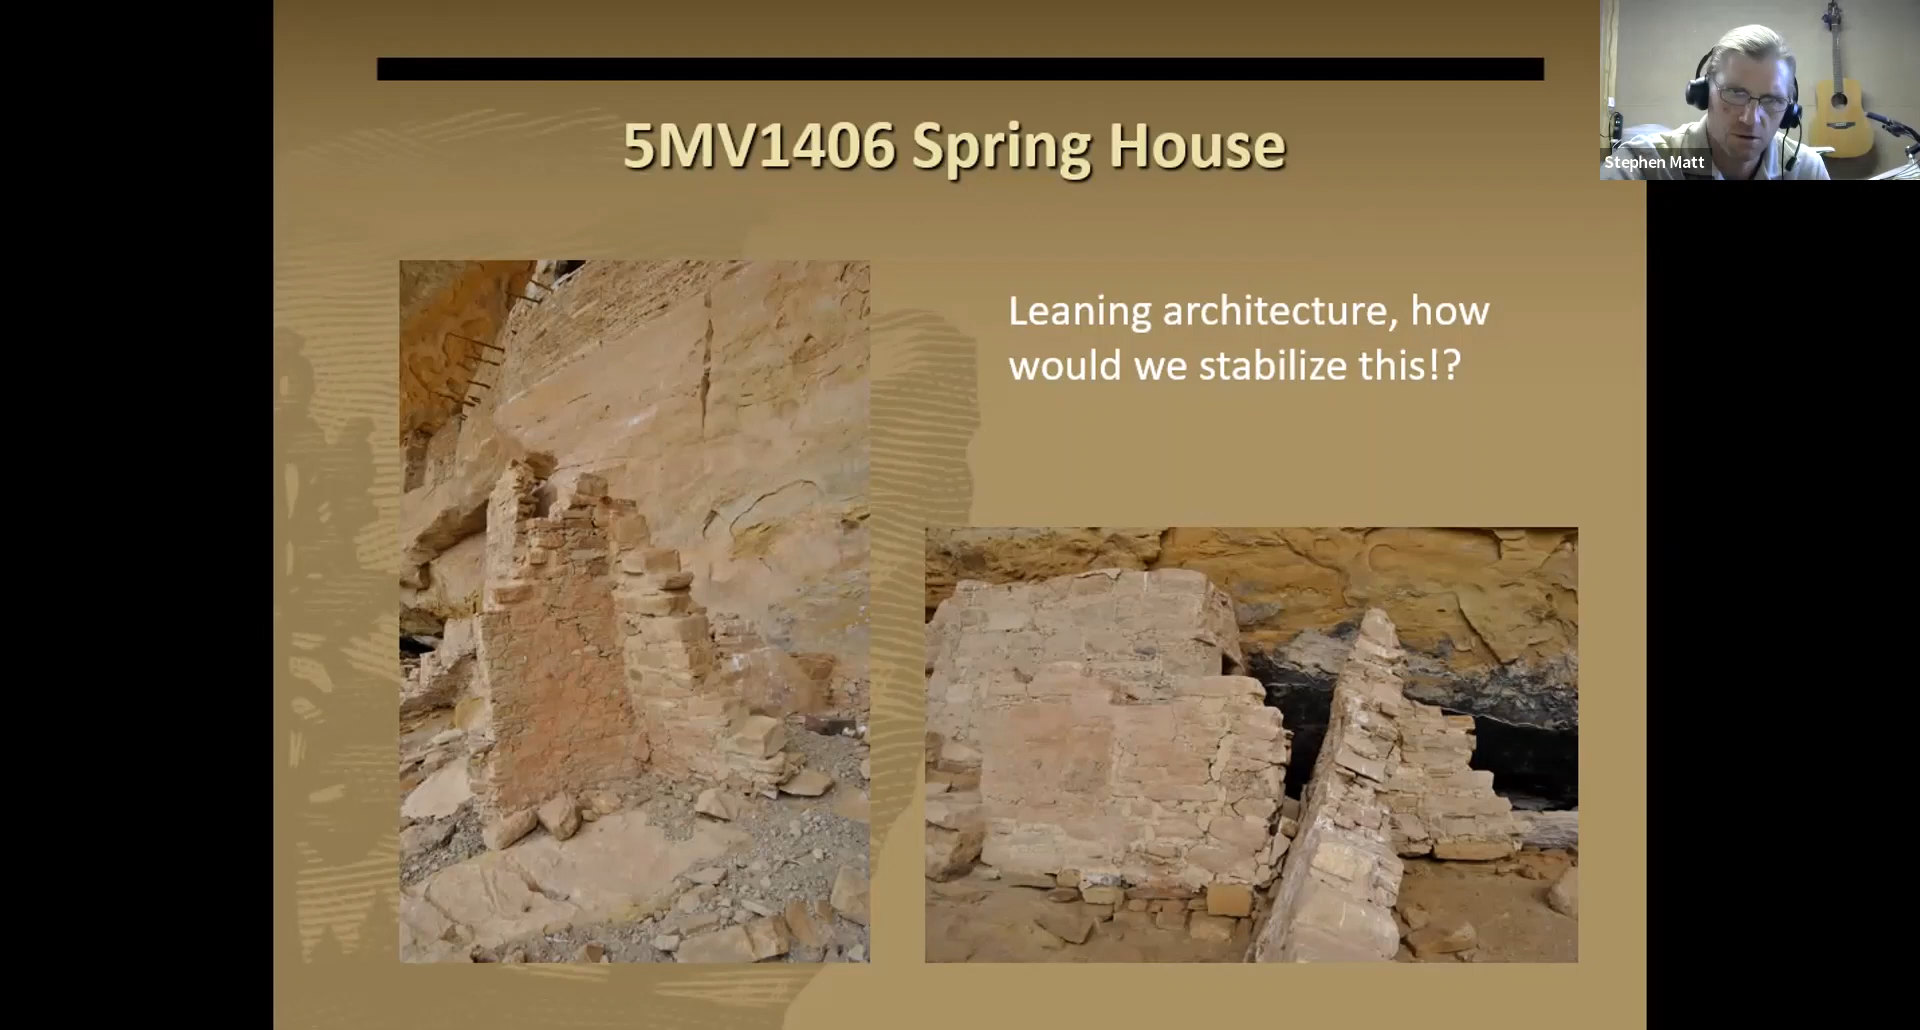 5MV1406 Spring House
Stephen Matt
Leaning architecture, how
would we stabilize this!?